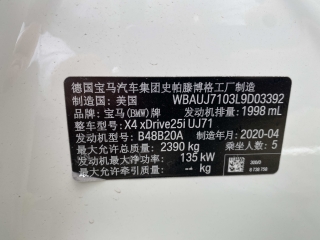 德国宝马汽车集团史帕滕博格工厂制造
制造国: 美国 WBAUJ7103L9D03392
品牌: 宝马(BMW)牌 发动机排量: 1998 mL
整车型号: X4 xDrive25i UJ71
发动机型号: B48B20A 制造年月: 2020-04
最大允许总质量: 2390 kg 乘坐人数: 5
发动机最大净功率: 135 kW
最大允许牵引质量: -- kg